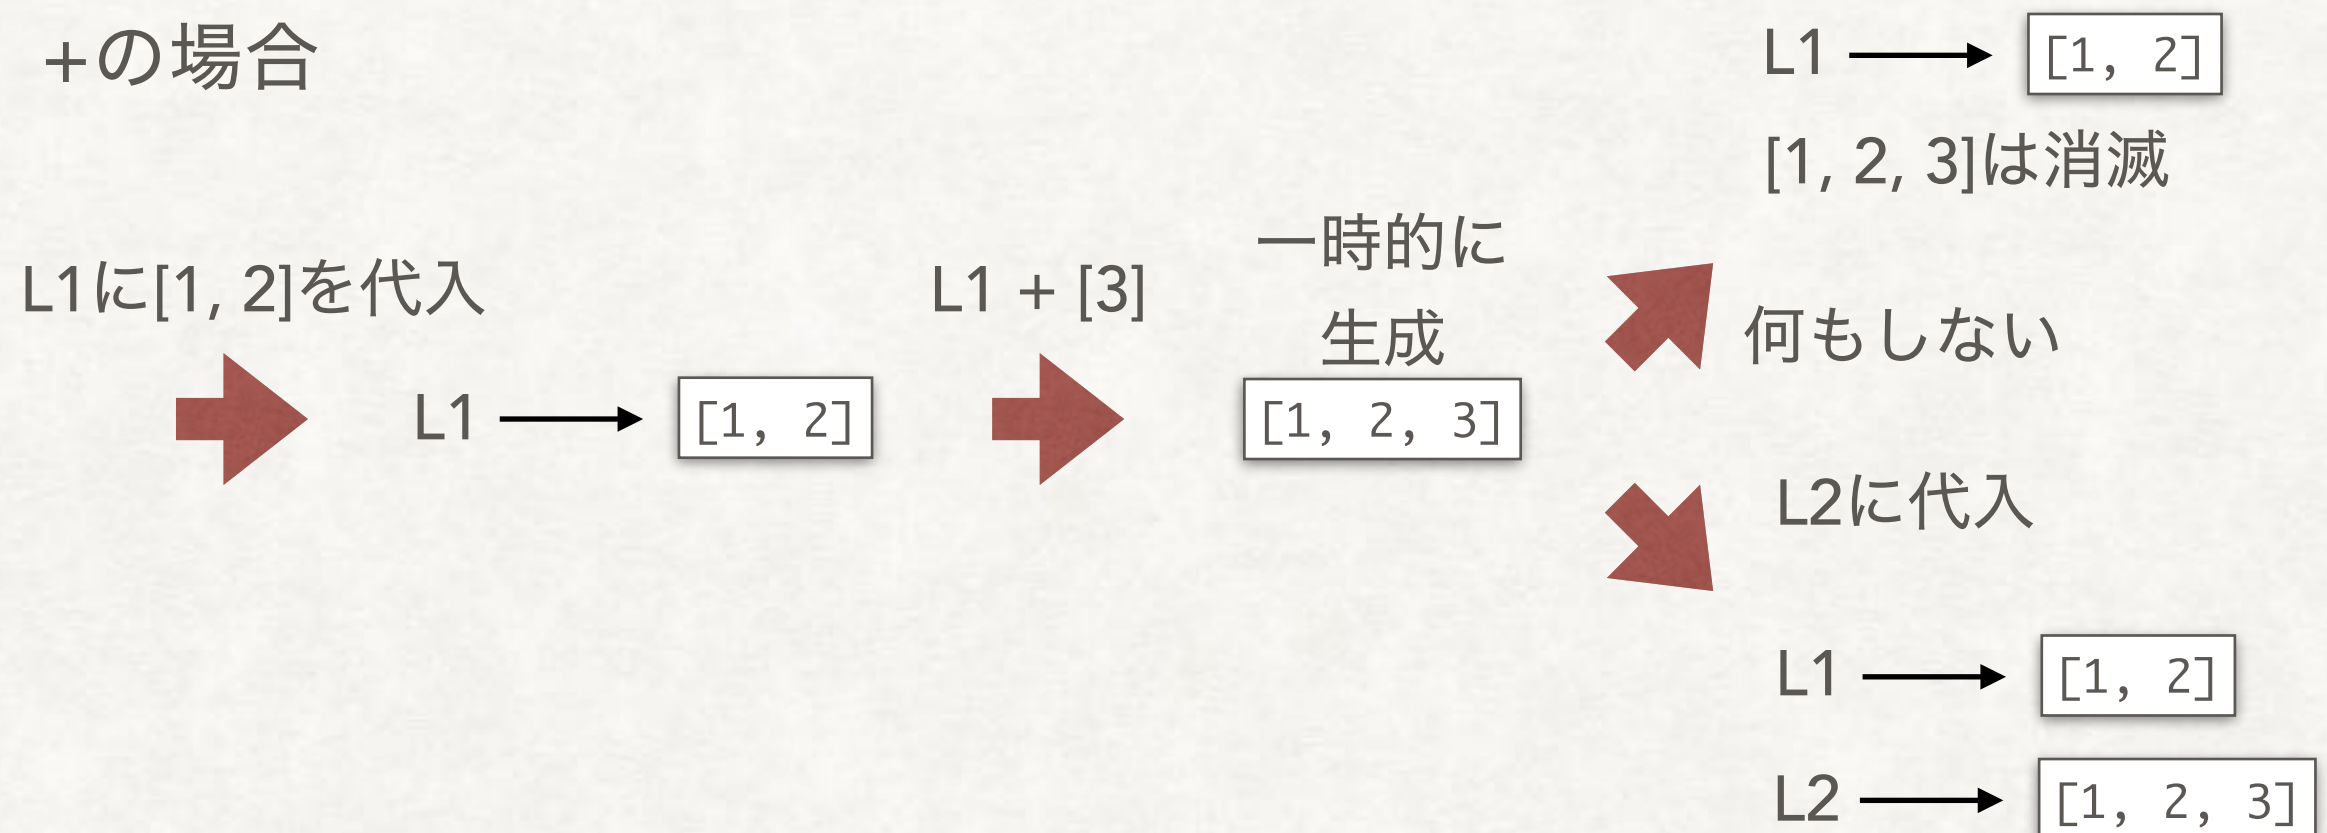 +の場合
L1に[1, 2]を代入
L1
[1, 2]
L1 + [3]
一時的に
生成
[1, 2, 3]
L1
[1, 2]
[1, 2, 3]は消滅
何もしない
L2に代入
L1
[1, 2]
L2
[1, 2, 3]